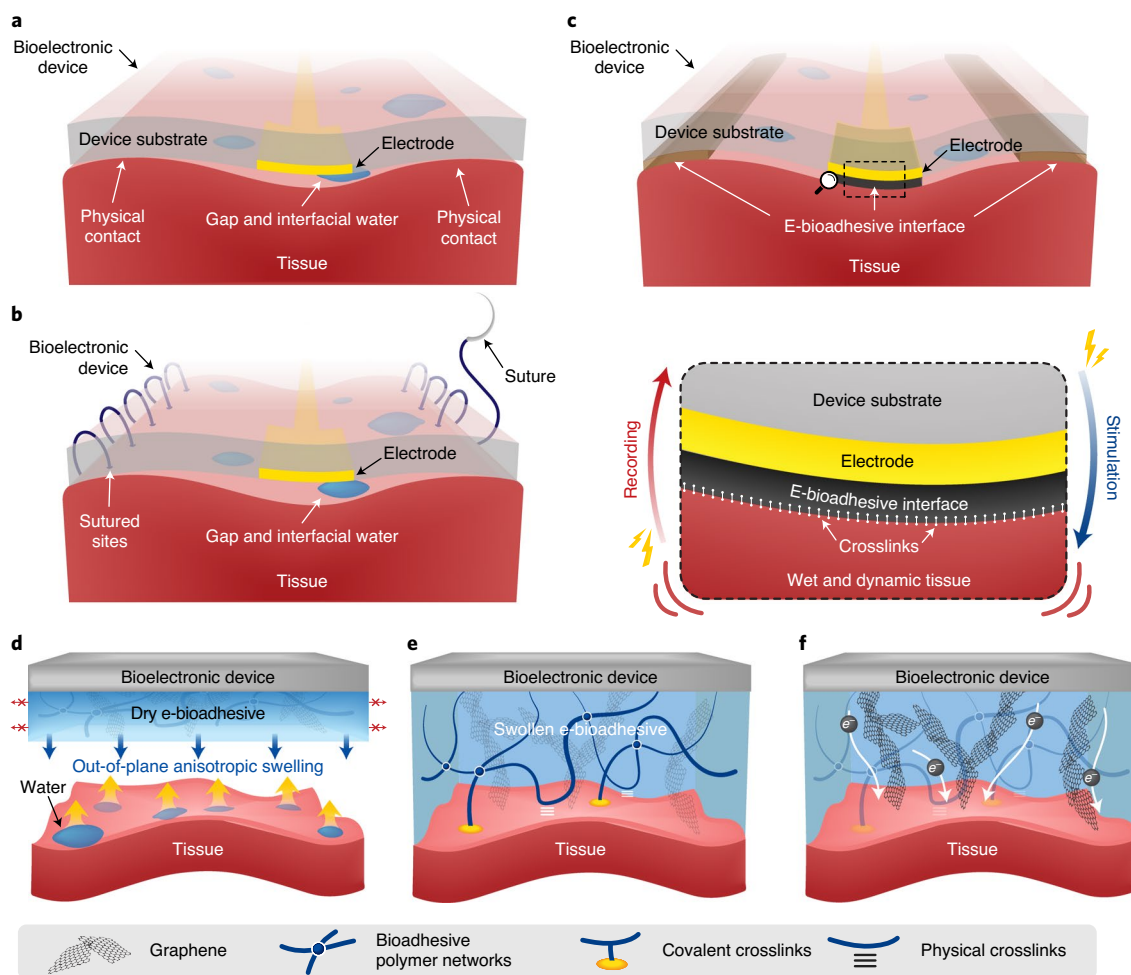 a
Bioelectronic
device
Device substrate
Electrode
Physical
contact
Gap and interfacial water
Physical
contact
Tissue
b
Bioelectronic
device
Suture
Electrode
Sutured
sites
Gap and interfacial water
Tissue
c
Bioelectronic
device
Device substrate
Electrode
E-bioadhesive interface
Tissue
Recording
Device substrate
Electrode
E-bioadhesive interface
Crosslinks
Wet and dynamic tissue
Stimulation
d
Bioelectronic device
Dry e-bioadhesive
Out-of-plane anisotropic swelling
Water
Tissue
e
Bioelectronic device
Swollen e-bioadhesive
Tissue
f
Bioelectronic device
e⁻
e⁻
e⁻
e⁻
Tissue
Graphene
Bioadhesive
polymer networks
Covalent crosslinks
Physical crosslinks